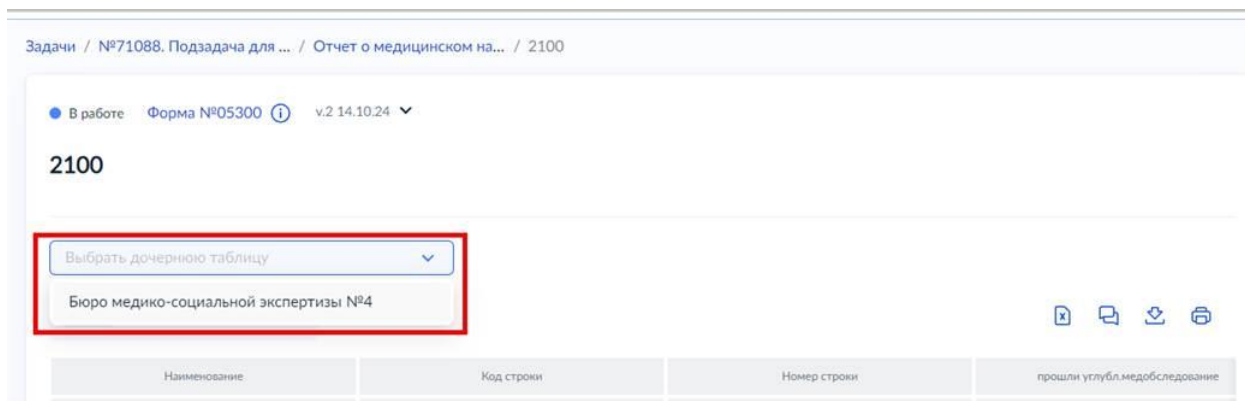 Задачи / №71088. Подзадача для ... / Отчет о медицинском на... / 2100
В работе Форма №05300 v.2 14.10.24
2100
Выбрать дочернюю таблицу
Бюро медико-социальной экспертизы №4
Наименование Код строки Номер строки прошли углубл.медобследование